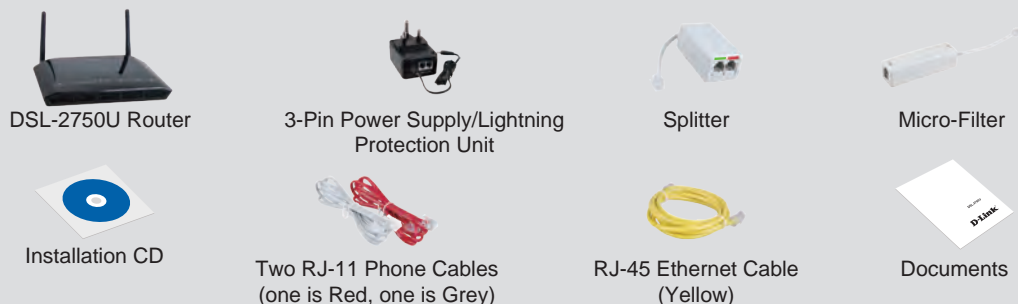 DSL-2750U Router
3-Pin Power Supply/Lightning
Protection Unit
Splitter
Micro-Filter
Installation CD
Two RJ-11 Phone Cables
(one is Red, one is Grey)
RJ-45 Ethernet Cable
(Yellow)
D-Link
Documents